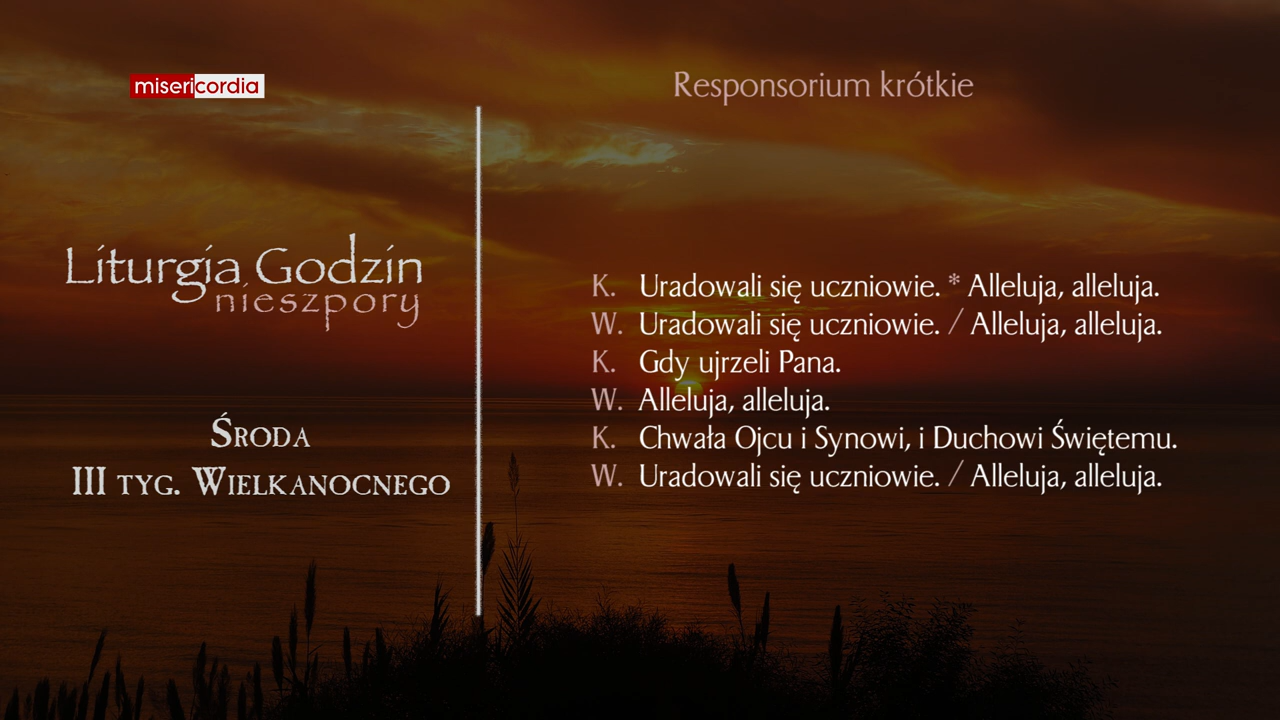 misericordia
Liturgia Godzin
nieszpory
Środa
III tyg. Wielkanocnego
Responsorium krótkie
K. Uradowali się uczniowie. * Alleluja, alleluja.
W. Uradowali się uczniowie. / Alleluja, alleluja.
K. Gdy ujrzeli Pana.
W. Alleluja, alleluja.
K. Chwała Ojcu i Synowi, i Duchowi Świętemu.
W. Uradowali się uczniowie. / Alleluja, alleluja.